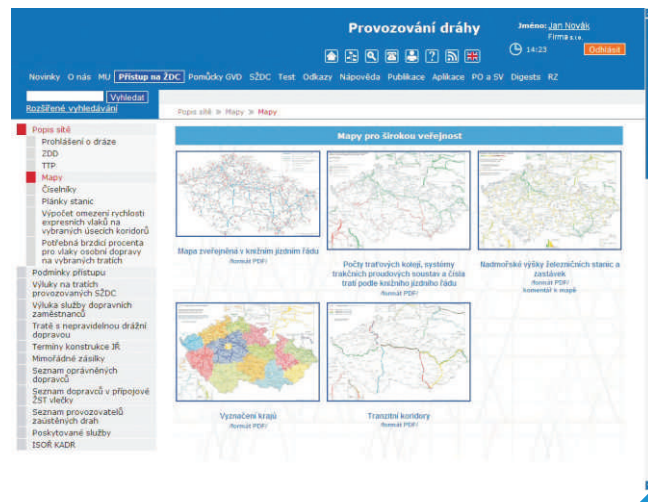 Provozování dráhy
Jméno: Jan Novák
Firma s.r.o.
14:23
Odhlásit
Novinky O nás MU Přístup na ŽDC Pomůcky GVD SŽDC Test Odkazy Nápověda Publikace Aplikace PO a SV Digests RZ
Vyhledat
Rozšířené vyhledávání
Popis sítě » Mapy » Mapy
Popis sítě
Prohlášení o dráze
ZDD
TTP
Mapy
Číselníky
Plánky stanic
Výpočet omezení rychlosti
expresních vlaků na
vybraných úsecích koridorů
Potřebná brzdicí procenta
pro vlaky osobní dopravy
na vybraných tratích
Podmínky přístupu
Výluky na tratích
provozovaných SŽDC
Výluka služby dopravních
zaměstnanců
Tratě s nepravidelnou drážní
dopravou
Termíny konstrukce JŘ
Mimořádné zásilky
Seznam oprávněných
dopravců
Seznam dopravců v přípojové
ŽST vlečky
Seznam provozovatelů
zaústěných drah
Poskytované služby
ISOŘ KADR
Mapy pro širokou veřejnost
Mapa zveřejněná v knižním jízdním řádu
/formát PDF/
Počty traťových kolejí, systémy
trakčních proudových soustav a čísla
tratí podle knižního jízdního řádu
/formát PDF/
Nadmořské výšky železničních stanic a
zastávek
/formát PDF/
komentář k mapě
Vyznačení krajů
/formát PDF/
Tranzitní koridory
/formát PDF/